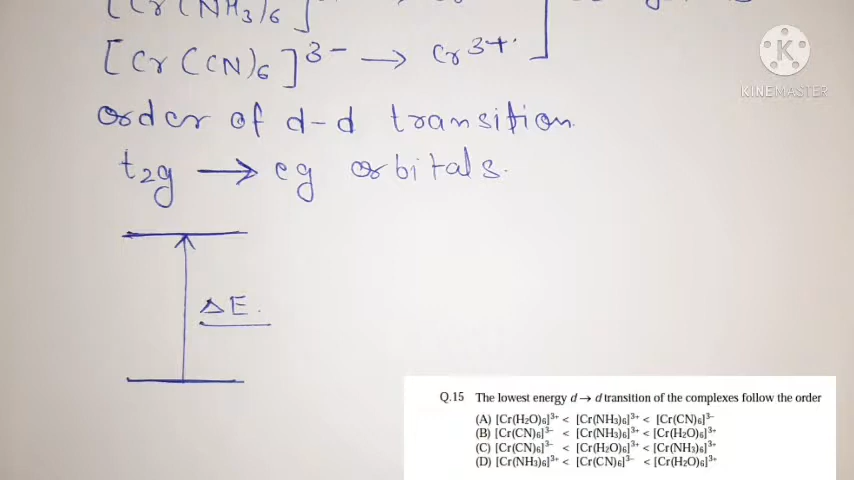 [Cr(NH3)6]
[Cr(CN)6]3- → Cr3+.
K
KINEMASTER
order of d-d transition
t2g → eg orbitals.
ΔE.
Q.15 The lowest energy d → d transition of the complexes follow the order
(A) [Cr(H2O)6]3+ < [Cr(NH3)6]3+ < [Cr(CN)6]3–
(B) [Cr(CN)6]3– < [Cr(NH3)6]3+ < [Cr(H2O)6]3+
(C) [Cr(CN)6]3– < [Cr(H2O)6]3+ < [Cr(NH3)6]3+
(D) [Cr(NH3)6]3+ < [Cr(CN)6]3– < [Cr(H2O)6]3+